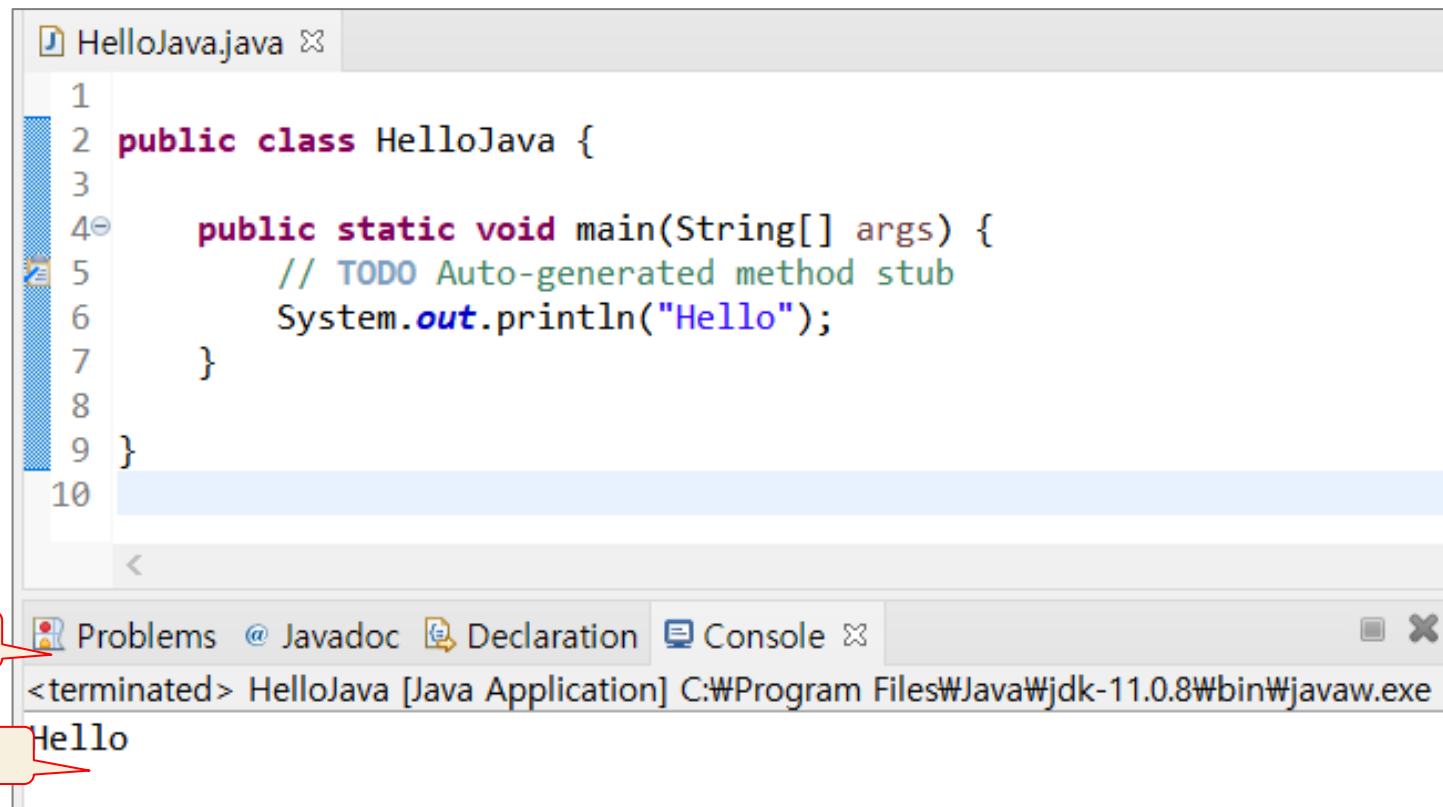 HelloJava.java
1
2 public class HelloJava {
3
4     public static void main(String[] args) {
5         // TODO Auto-generated method stub
6         System.out.println("Hello");
7     }
8
9 }
10
Problems @ Javadoc Declaration Console
<terminated> HelloJava [Java Application] C:₩Program Files₩Java₩jdk-11.0.8₩bin₩javaw.exe
Hello